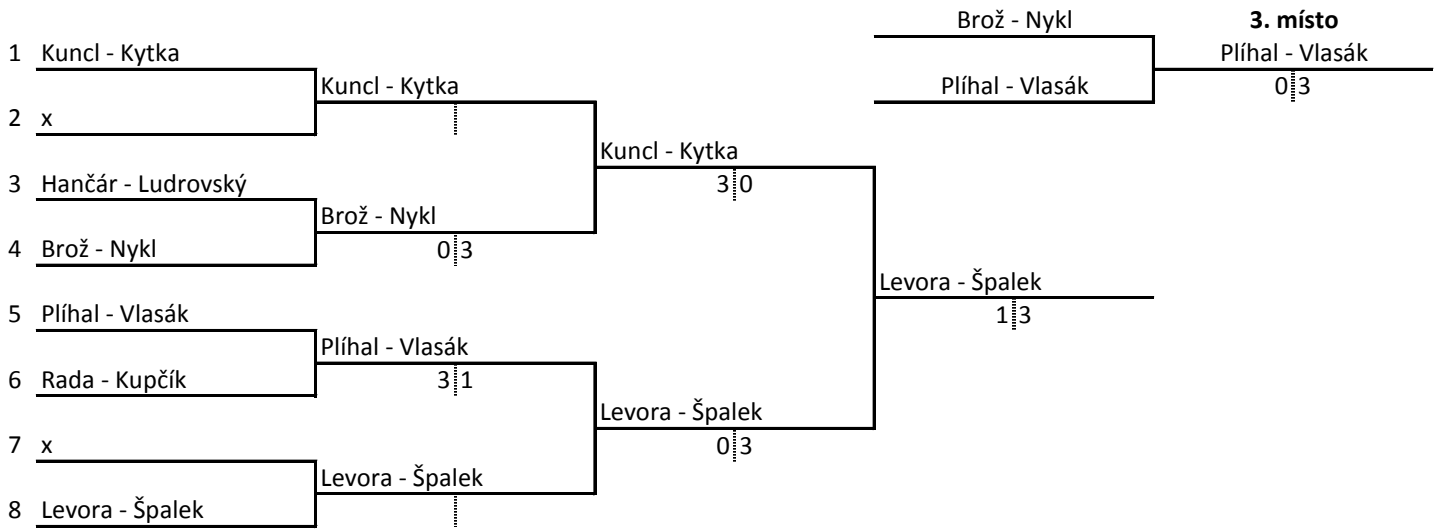 Brož - Nykl 3. místo
1 Kuncl - Kytka Plíhal - Vlasák
Kuncl - Kytka Plíhal - Vlasák 0 3
2 x
Kuncl - Kytka
3 Hančár - Ludrovský 3 0
Brož - Nykl
4 Brož - Nykl 0 3
Levora - Špalek
5 Plíhal - Vlasák 1 3
Plíhal - Vlasák
6 Rada - Kupčík 3 1
Levora - Špalek
7 x 0 3
Levora - Špalek
8 Levora - Špalek